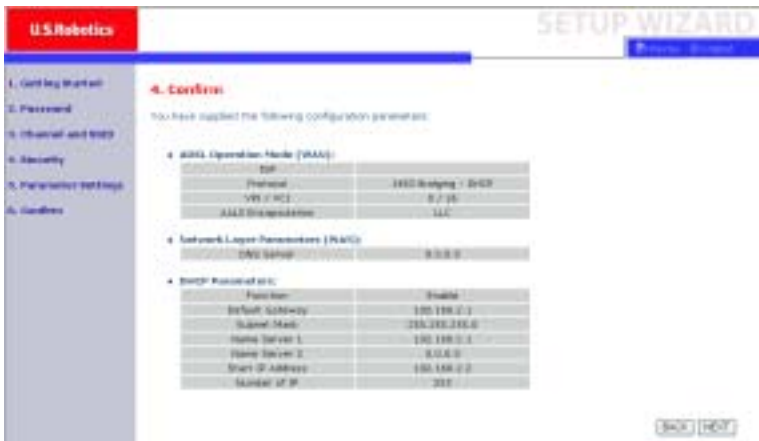 U.S.Robotics
SETUP WIZARD
Home Logout
1. Getting Started
2. Password
3. Channel and SSID
4. Security
5. Parameter Settings
6. Confirm
4. Confirm
You have supplied the following configuration parameters:
ADSL Operation Mode (WAN):
ISP
Protocol 1483 Bridging - DHCP
VPI / VCI
AAL5 Encapsulation LLC
Network Layer Parameters (WAN):
DNS Server 0.0.0.0
DHCP Parameters:
Function Enable
Default Gateway 192.168.2.1
Subnet Mask 255.255.255.0
Name Server 1 192.168.2.1
Name Server 2 0.0.0.0
Start IP Address 192.168.2.2
Number of IP
BACK NEXT